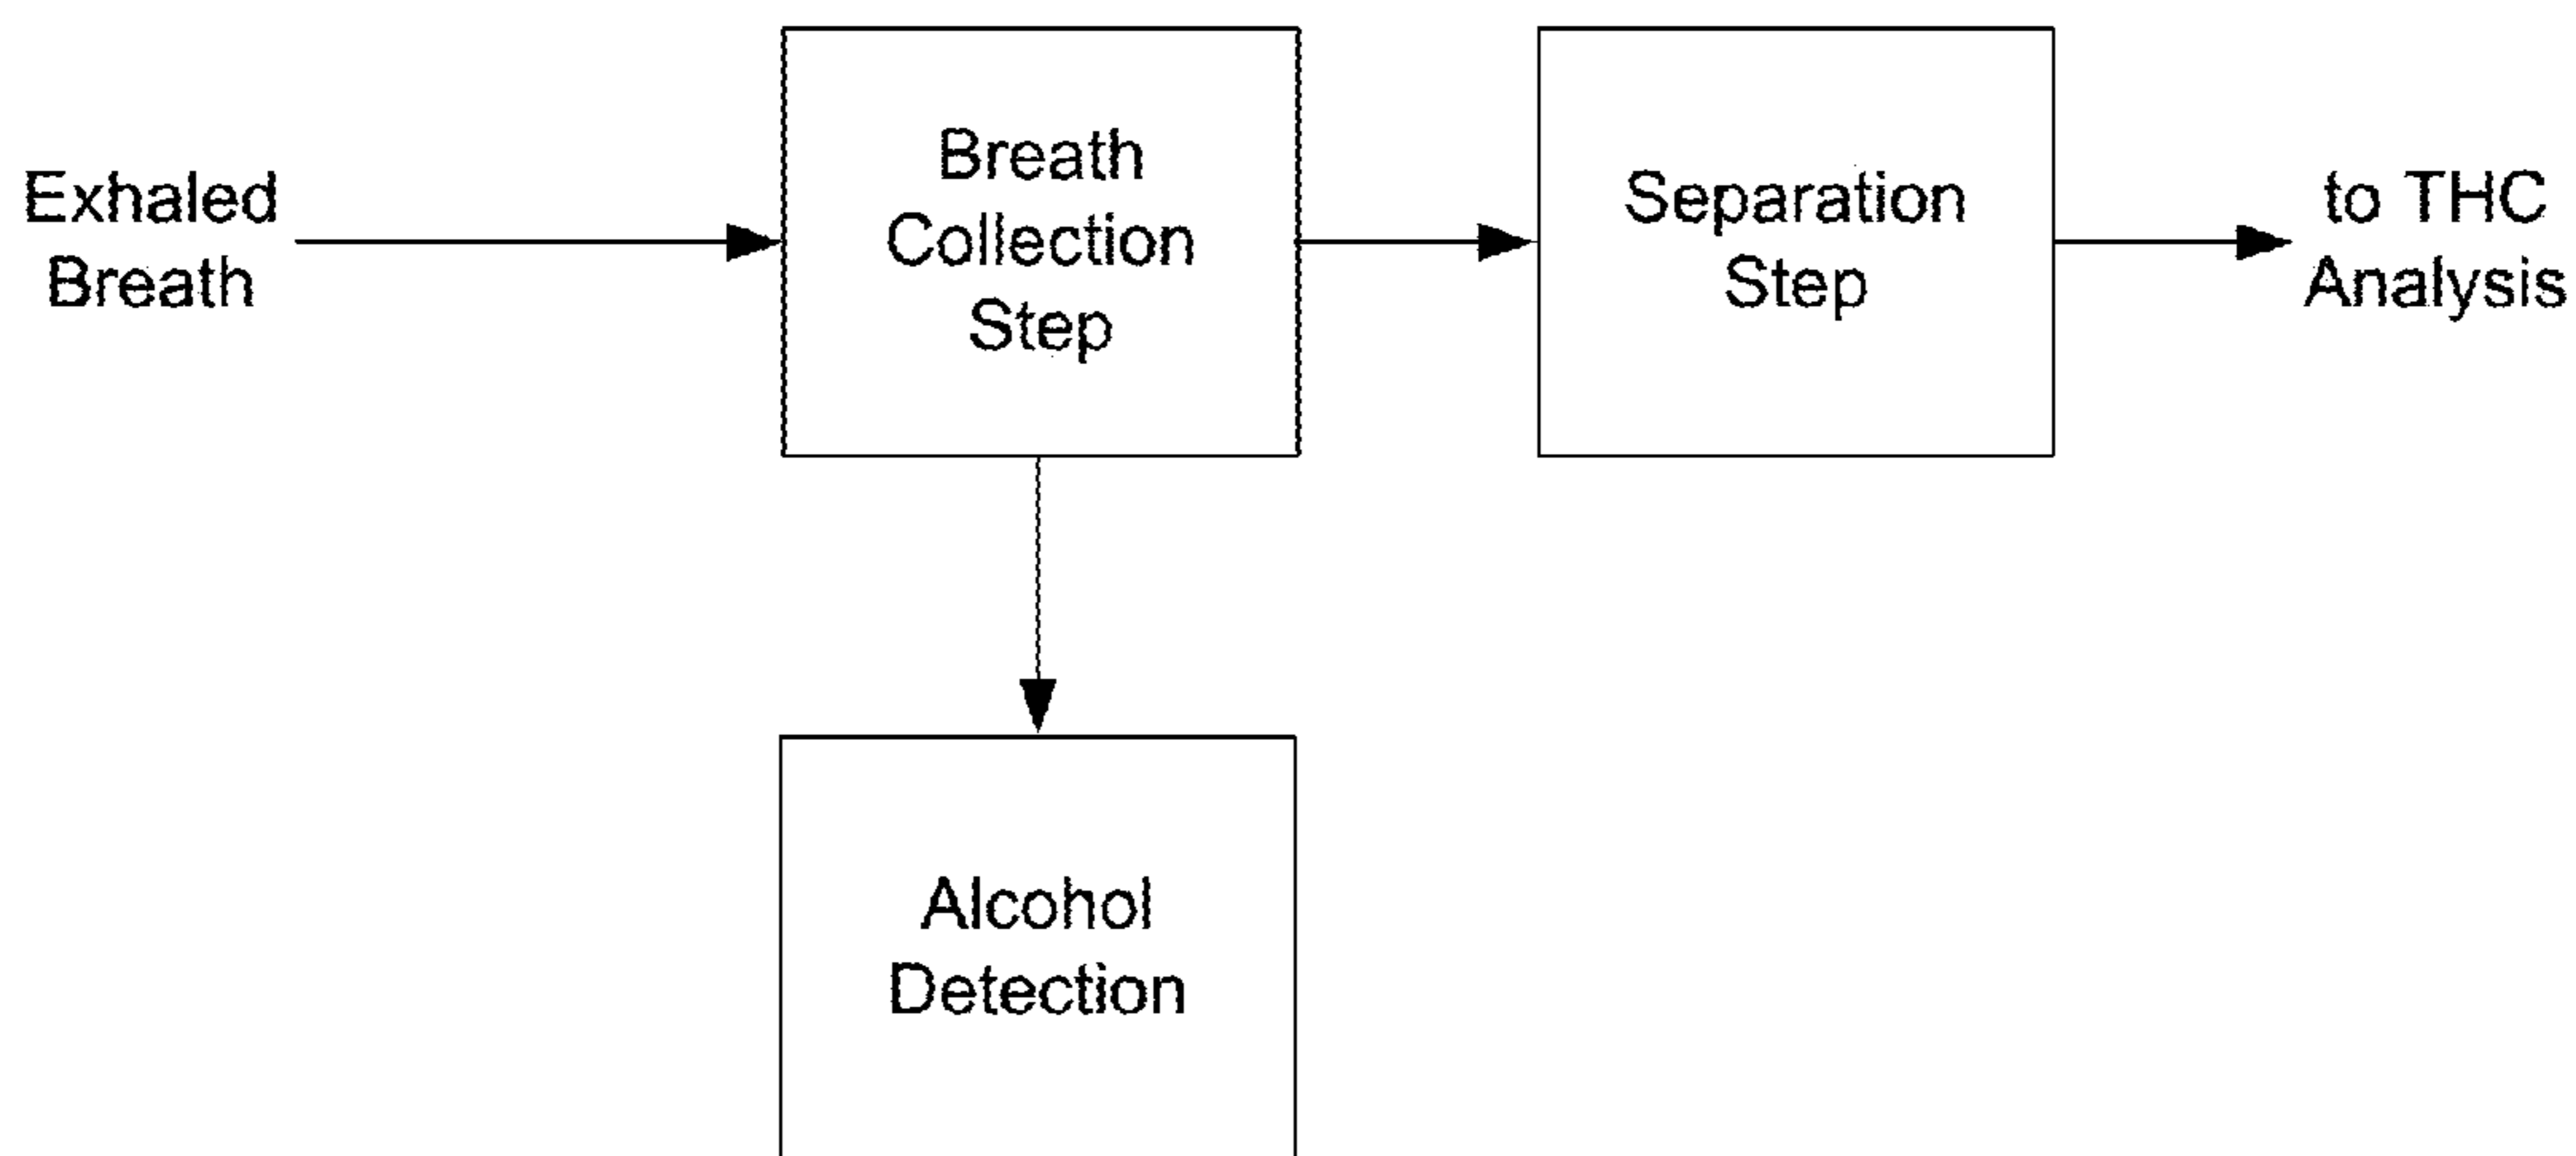 Exhaled
Breath
Breath
Collection
Step
Separation
Step
to THC
Analysis
Alcohol
Detection